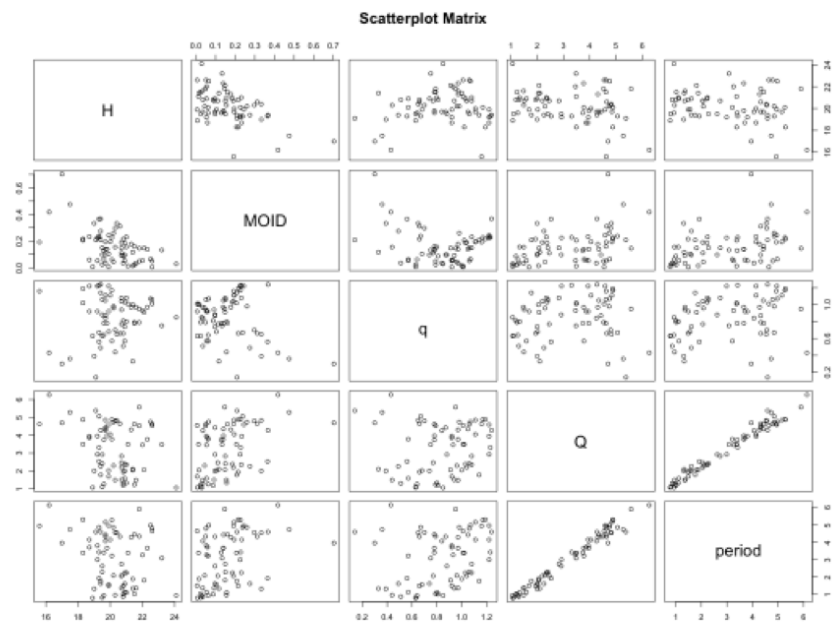 Scatterplot Matrix
0.0 0.1 0.2 0.3 0.4 0.5 0.6 0.7
1 2 3 4 5 6
H
16 18 20 22 24
MOID
0.0 0.2 0.4 0.6
q
0.2 0.6 1.0
Q
1 2 3 4 5 6
period
1 2 3 4 5 6
16 18 20 22 24
0.2 0.4 0.6 0.8 1.0 1.2
1 2 3 4 5 6